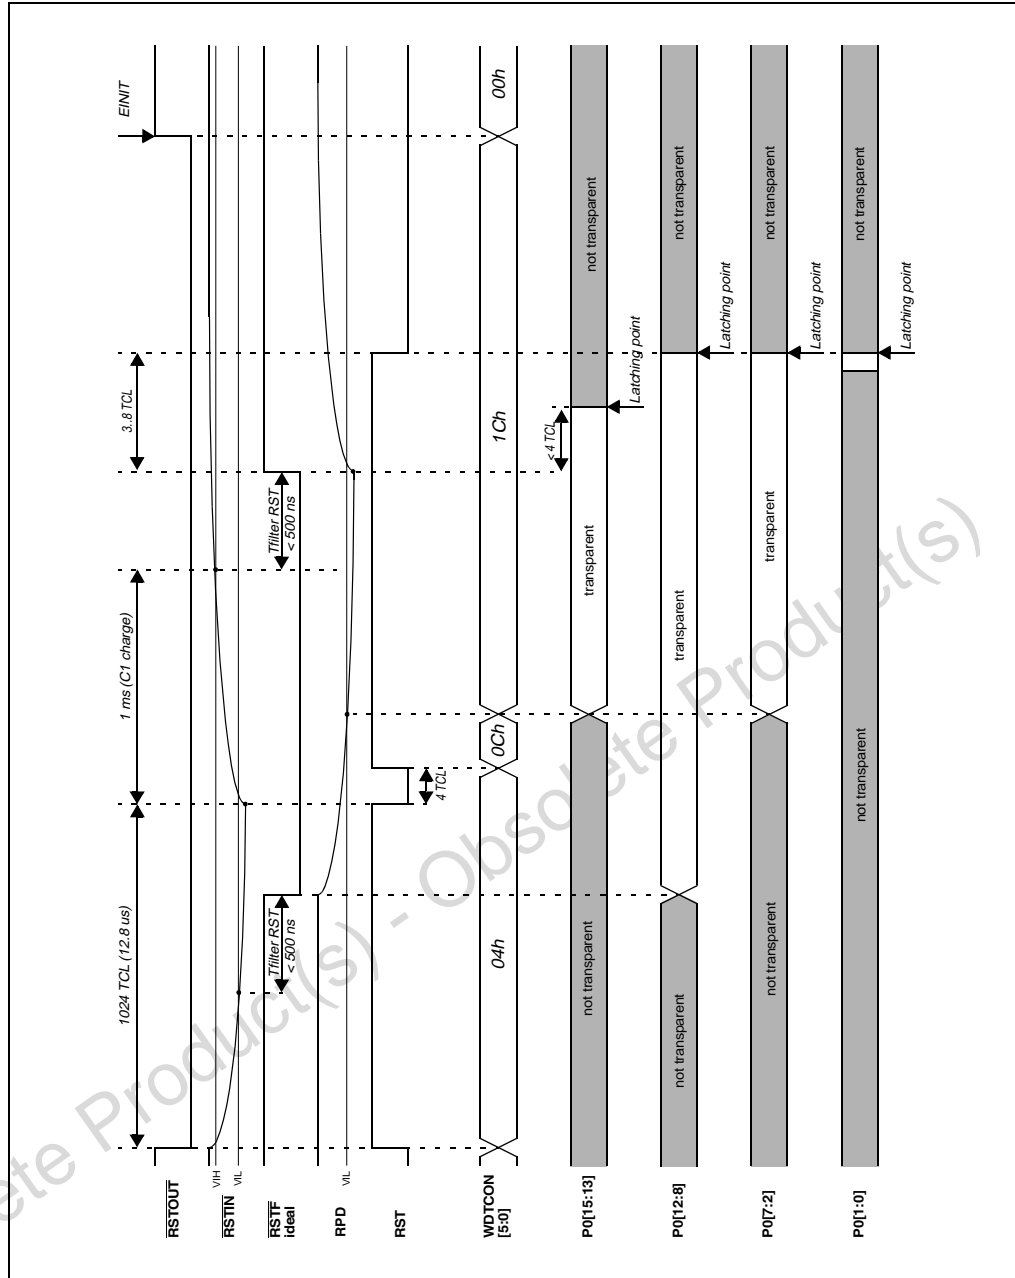 EINIT
1024 TCL (12.8 us)
1 ms (C1 charge)
3..8 TCL
RSTOUT
VIH
VIL
RSTIN
Tfilter RST
< 500 ns
Tfilter RST
< 500 ns
RSTF
ideal
VIL
RPD
4 TCL
RST
WDTCON
[5:0]
04h
0Ch
1Ch
00h
< 4 TCL
P0[15:13]
not transparent
transparent
not transparent
Latching point
P0[12:8]
not transparent
transparent
not transparent
Latching point
P0[7:2]
not transparent
transparent
not transparent
Latching point
P0[1:0]
not transparent
not transparent
Latching point
ete Product(s) - Obsolete Product(s)